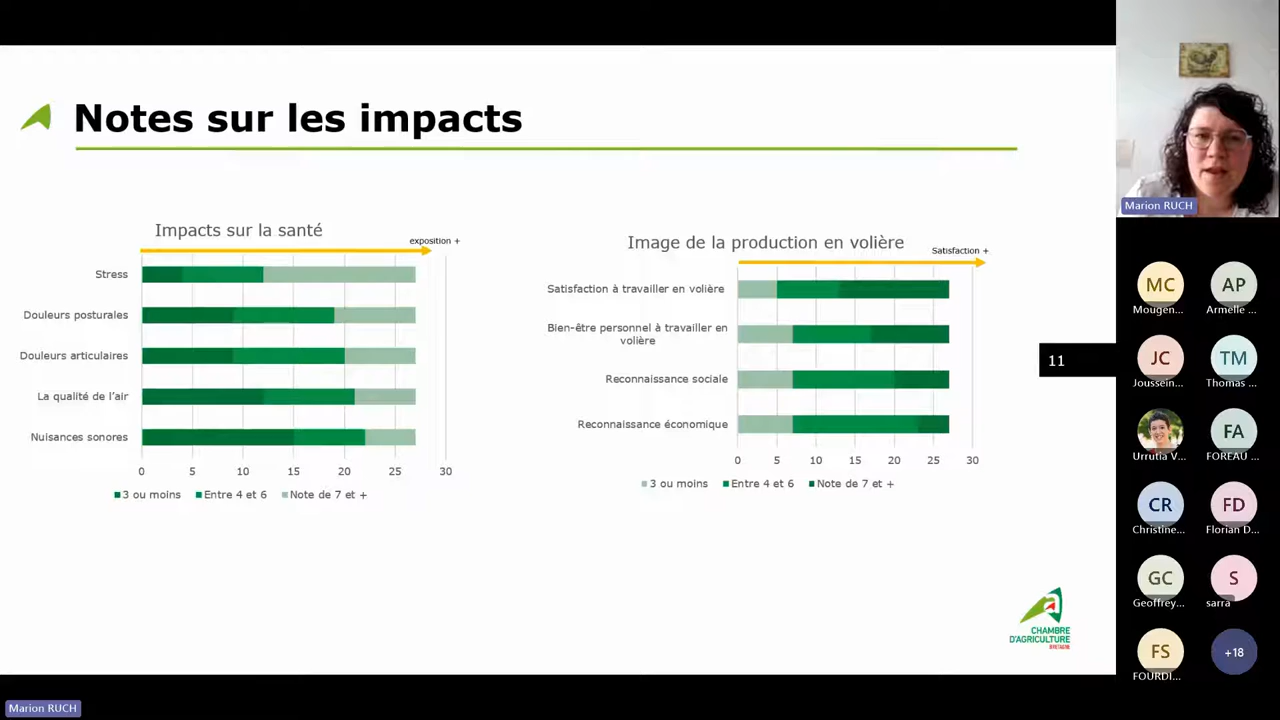 Notes sur les impacts
Impacts sur la santé
exposition +
Stress
Douleurs posturales
Douleurs articulaires
La qualité de l'air
Nuisances sonores
0 5 10 15 20 25 30
3 ou moins Entre 4 et 6 Note de 7 et +
Image de la production en volière
Satisfaction +
Satisfaction à travailler en volière
Bien-être personnel à travailler en
volière
Reconnaissance sociale
Reconnaissance économique
0 5 10 15 20 25 30
3 ou moins Entre 4 et 6 Note de 7 et +
11
CHAMBRE
D'AGRICULTURE
BRETAGNE
Marion RUCH
MC AP
Mougen... Armelle ...
JC TM
Joussein... Thomas ...
FA
Urrutia V... FOREAU ...
CR FD
Christine... Florian D...
GC S
Geoffrey... sarra
FS +18
FOURDI...
Marion RUCH